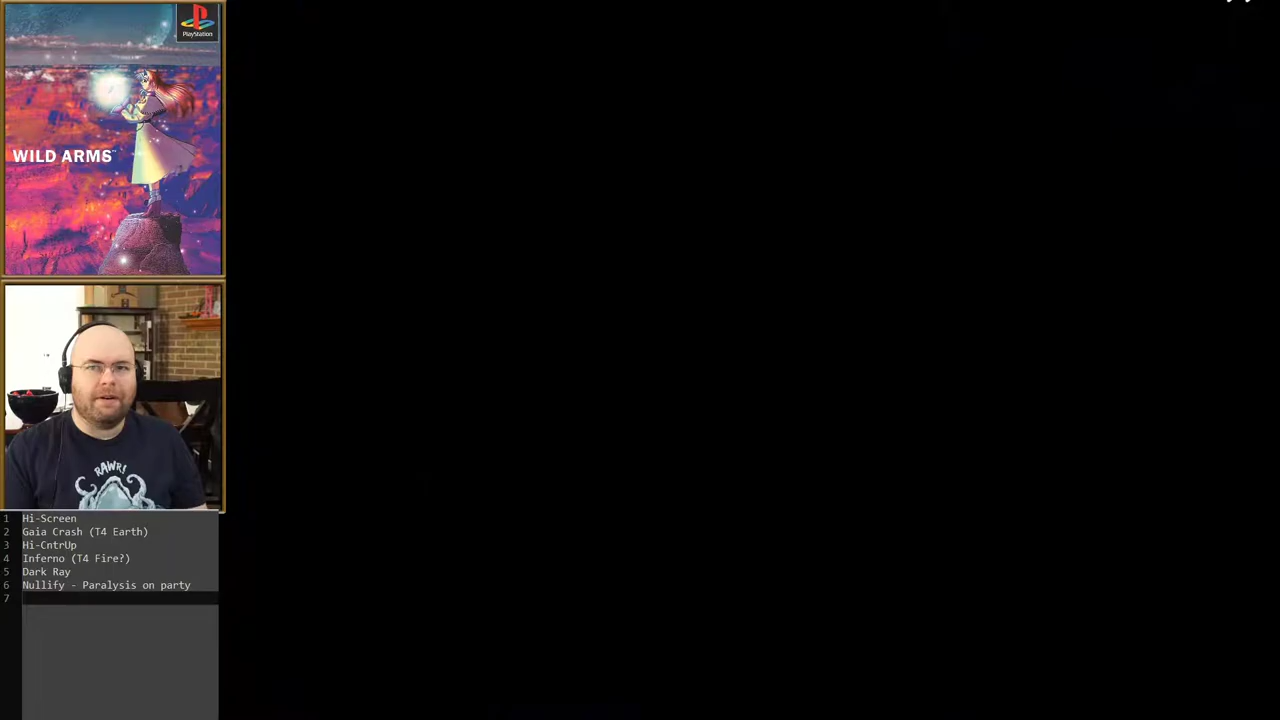 PlayStation
WILD ARMS
RAWR!
1 Hi-Screen
2 Gaia Crash (T4 Earth)
3 Hi-CntrUp
4 Inferno (T4 Fire?)
5 Dark Ray
6 Nullify - Paralysis on party
7